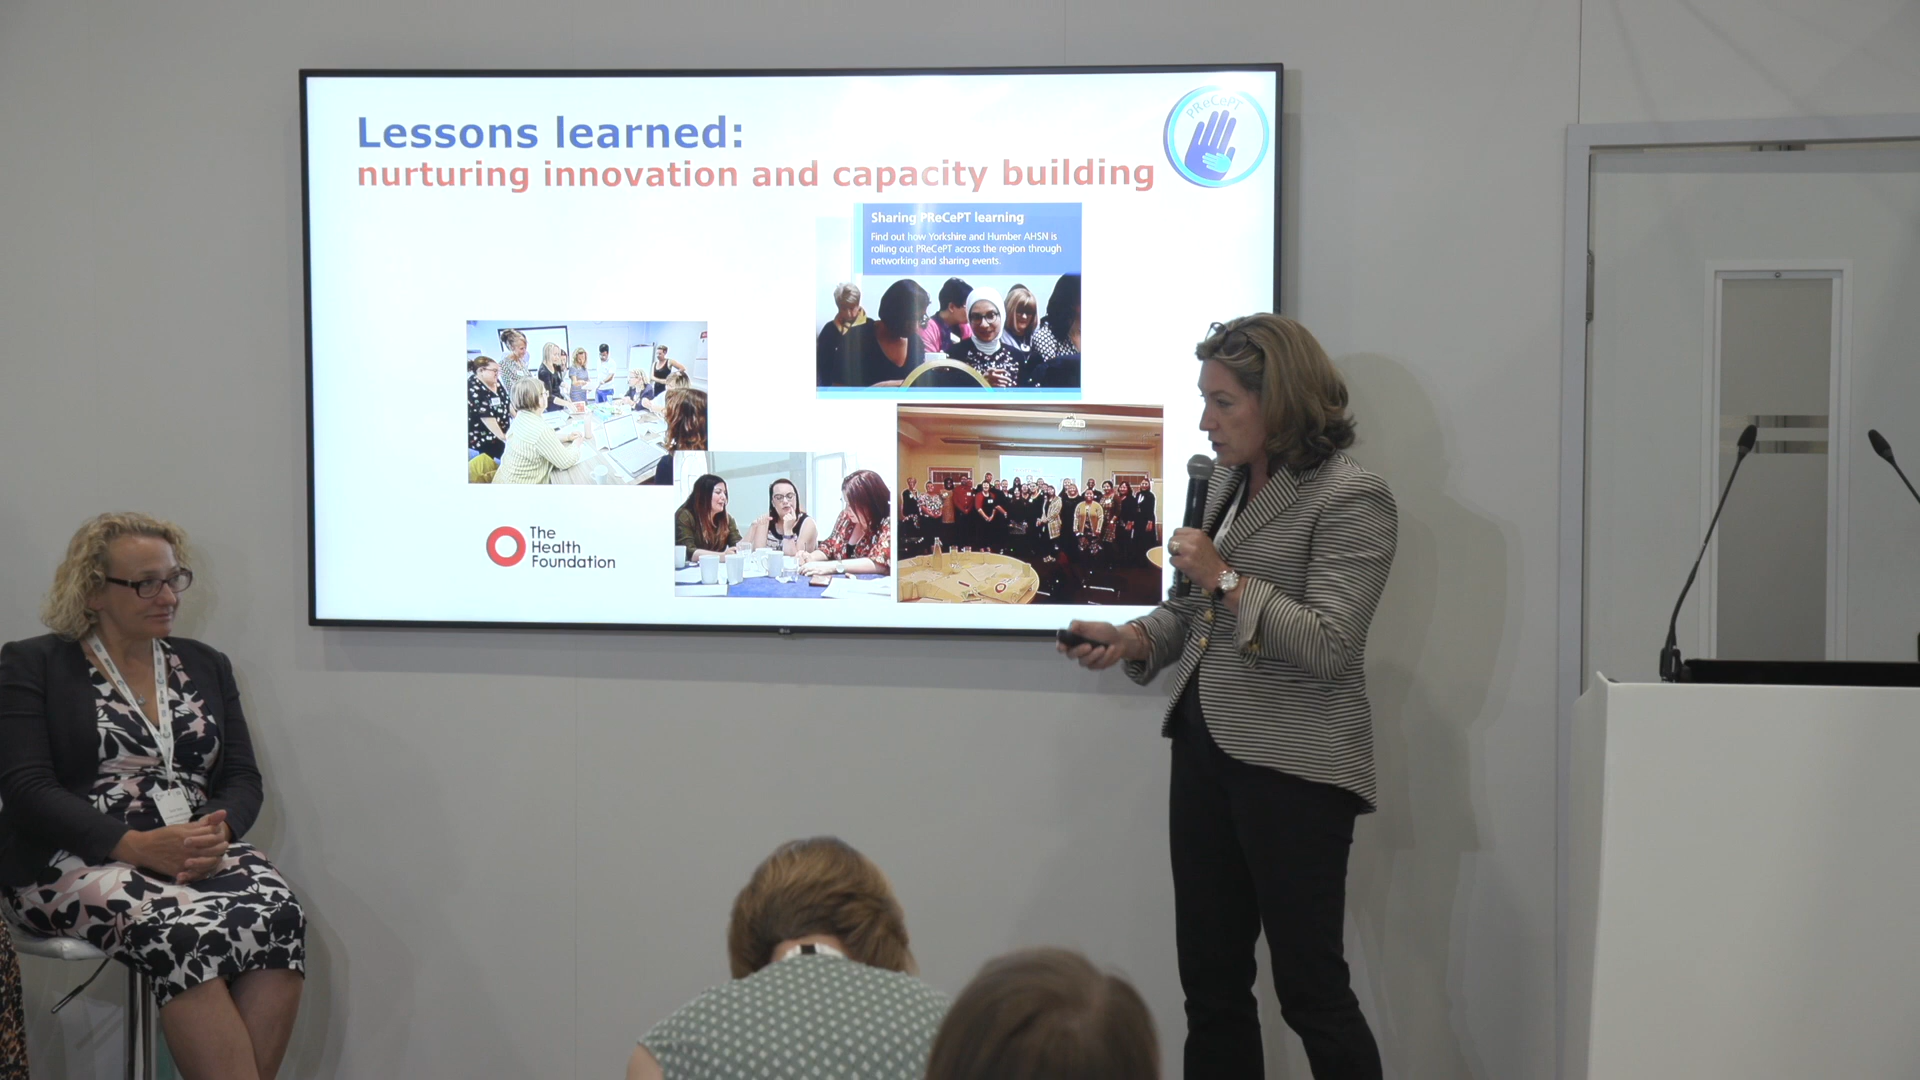 Lessons learned:
nurturing innovation and capacity building
PReCePT
Sharing PReCePT learning
Find out how Yorkshire and Humber AHSN is
rolling out PReCePT across the region through
networking and sharing events.
The
Health
Foundation
LG